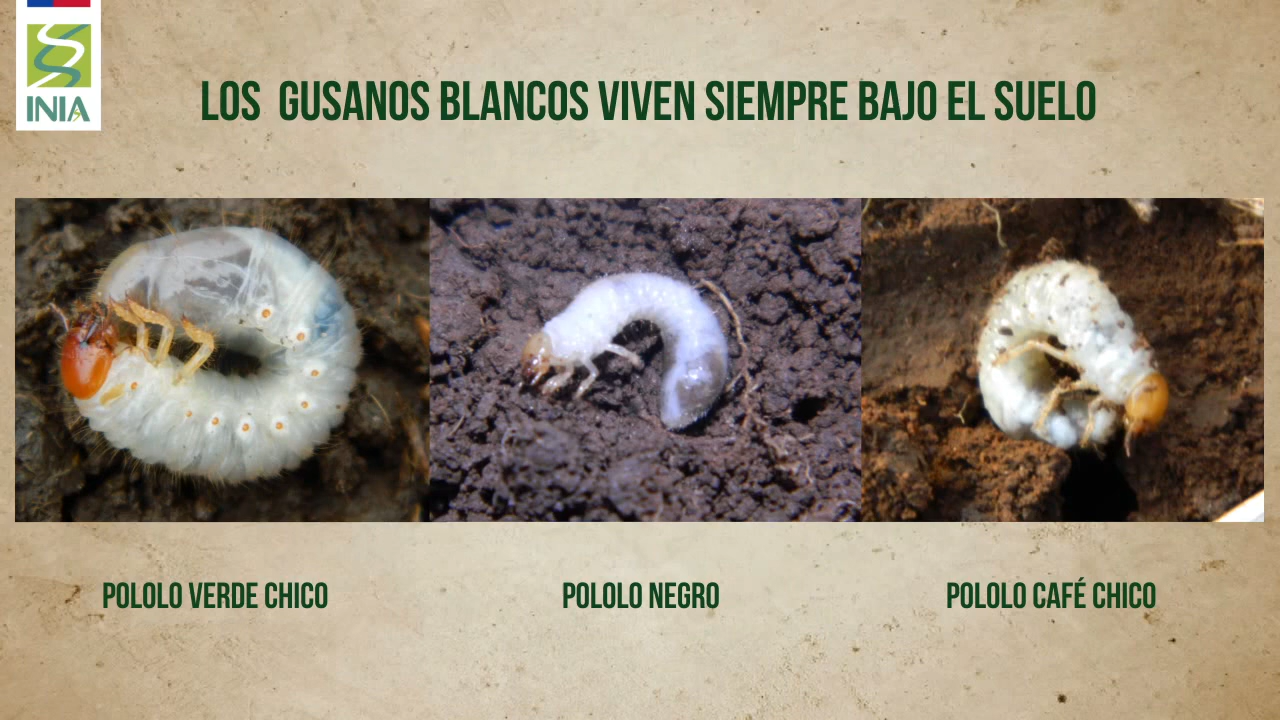 INIA
LOS GUSANOS BLANCOS VIVEN SIEMPRE BAJO EL SUELO
POLOLO VERDE CHICO
POLOLO NEGRO
POLOLO CAFÉ CHICO